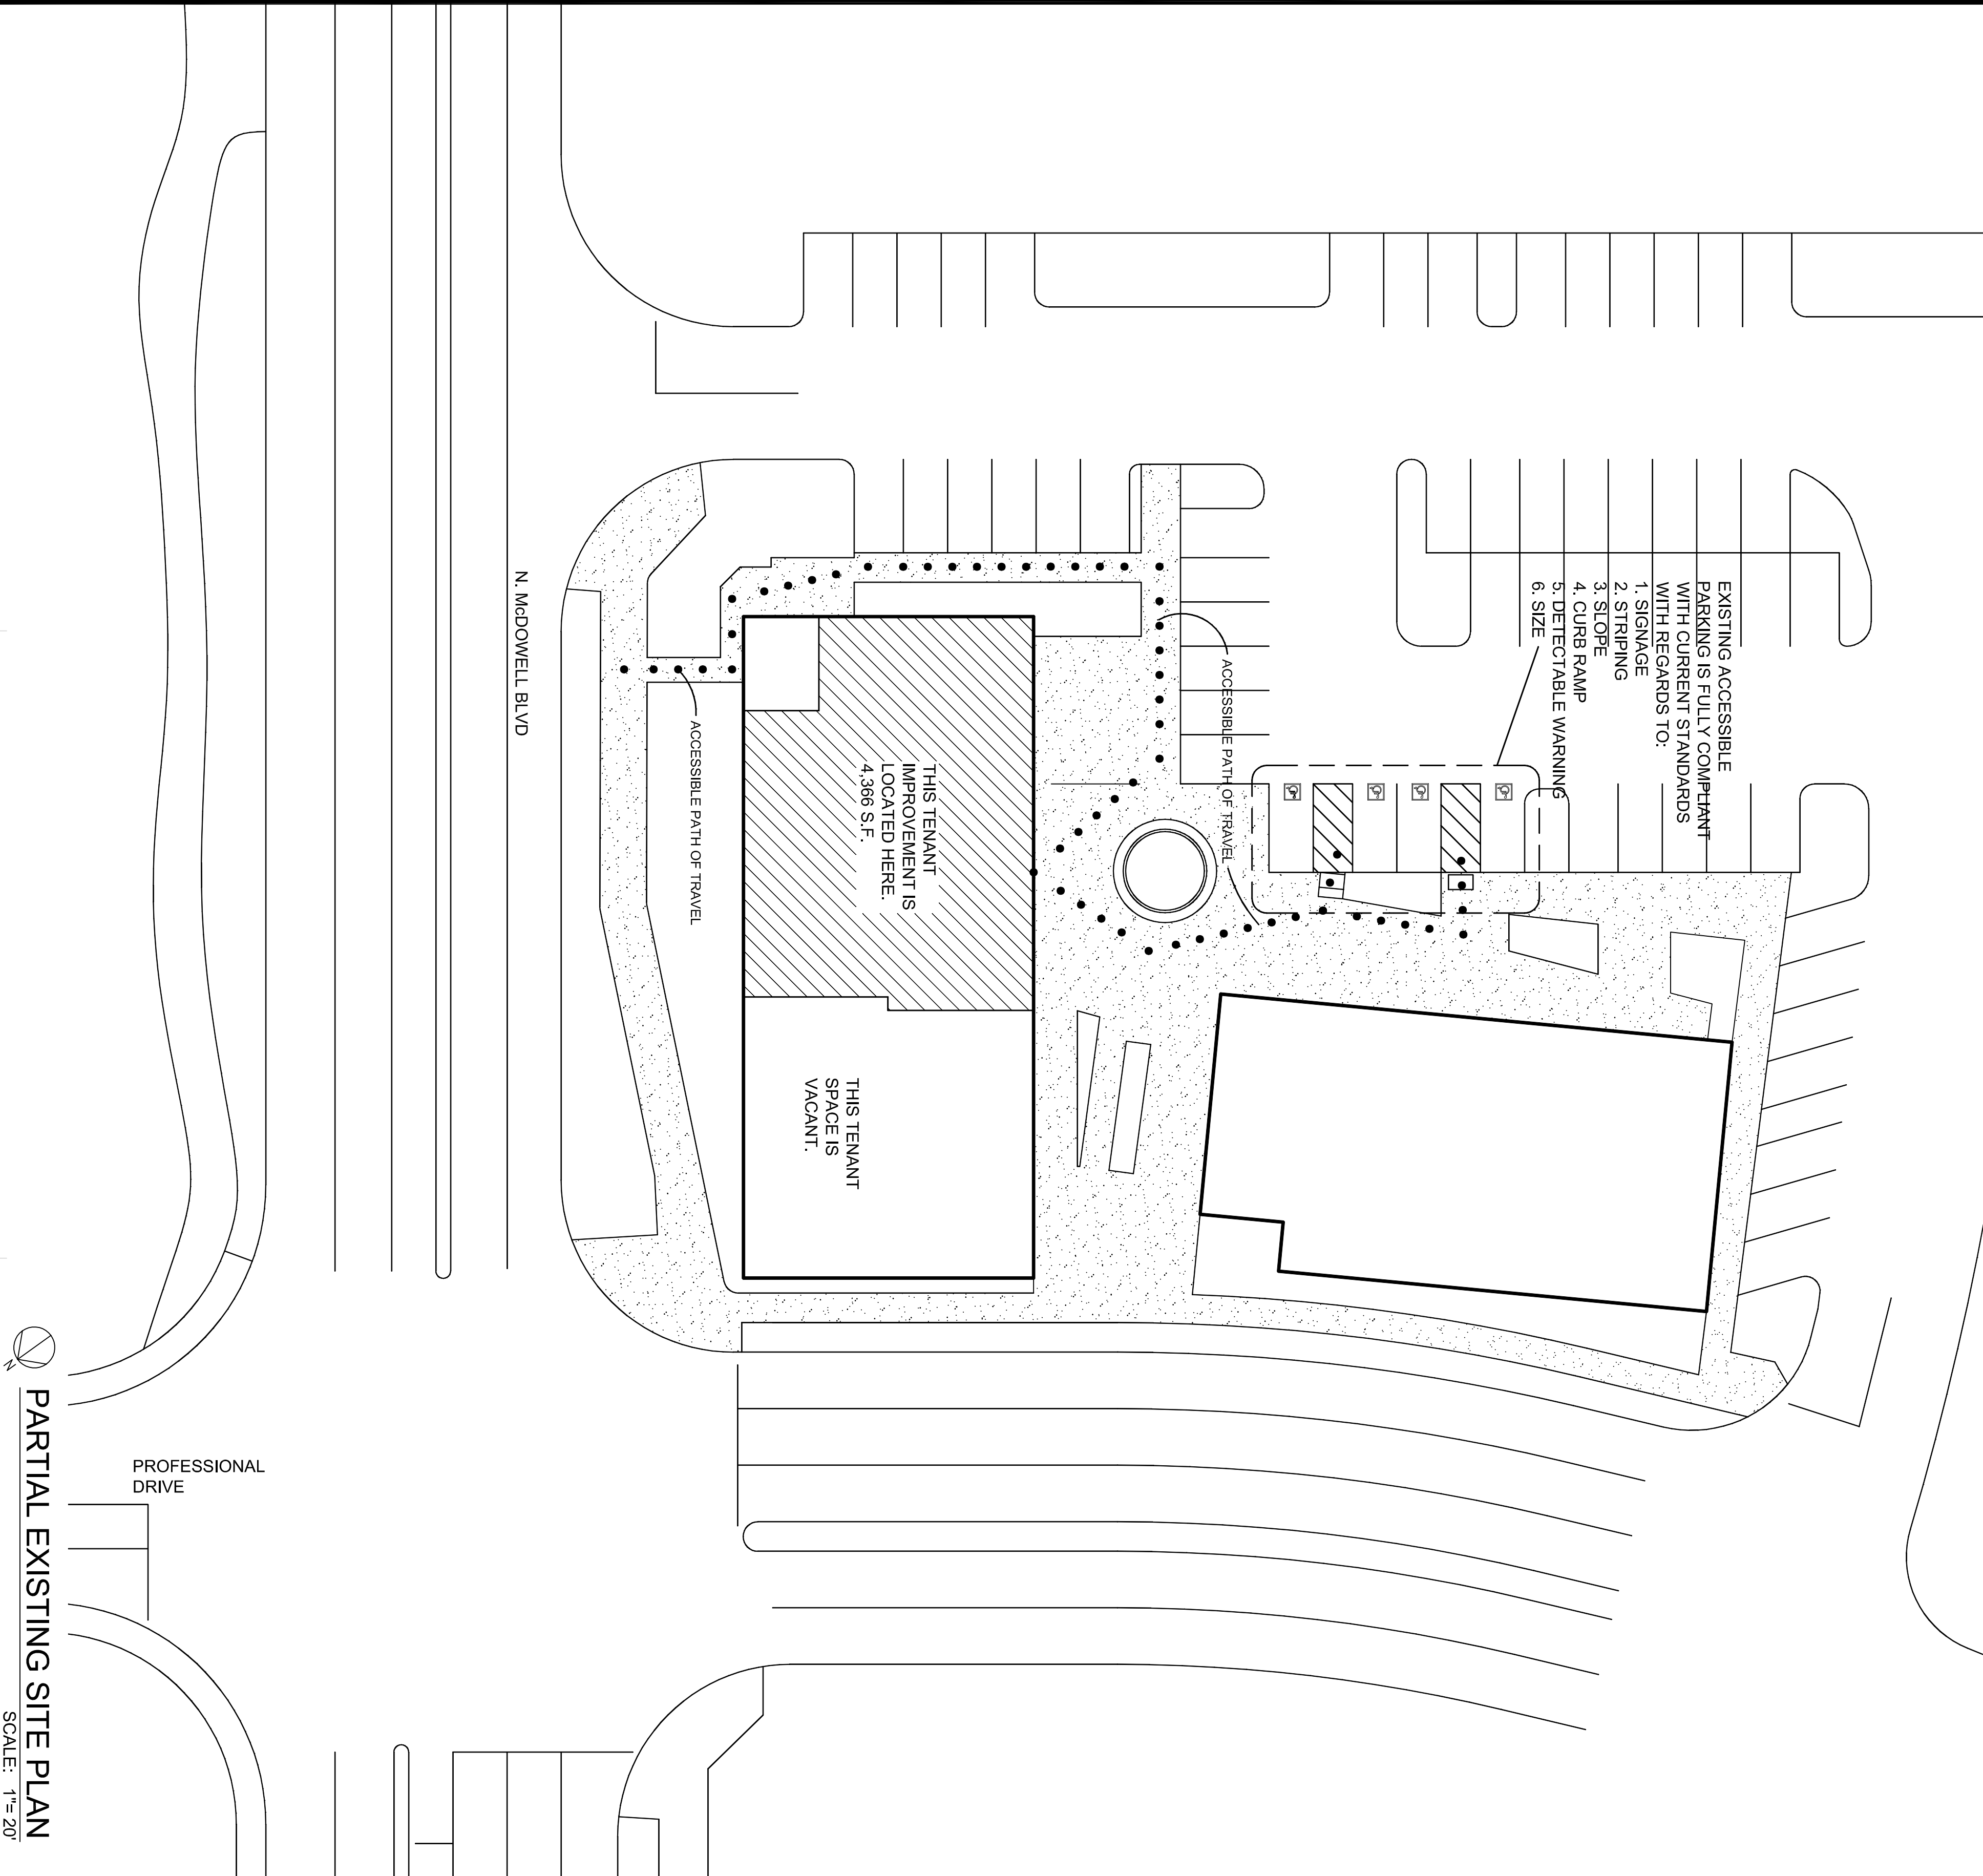 EXISTING ACCESSIBLE
PARKING IS FULLY COMPLIANT
WITH CURRENT STANDARDS
WITH REGARDS TO:
1. SIGNAGE
2. STRIPING
3. SLOPE
4. CURB RAMP
5. DETECTABLE WARNING
6. SIZE
ACCESSIBLE PATH OF TRAVEL
THIS TENANT
IMPROVEMENT IS
LOCATED HERE.
4,366 S.F.
THIS TENANT
SPACE IS
VACANT.
ACCESSIBLE PATH OF TRAVEL
N. McDOWELL BLVD
PROFESSIONAL
DRIVE
N
PARTIAL EXISTING SITE PLAN
SCALE: 1"= 20'